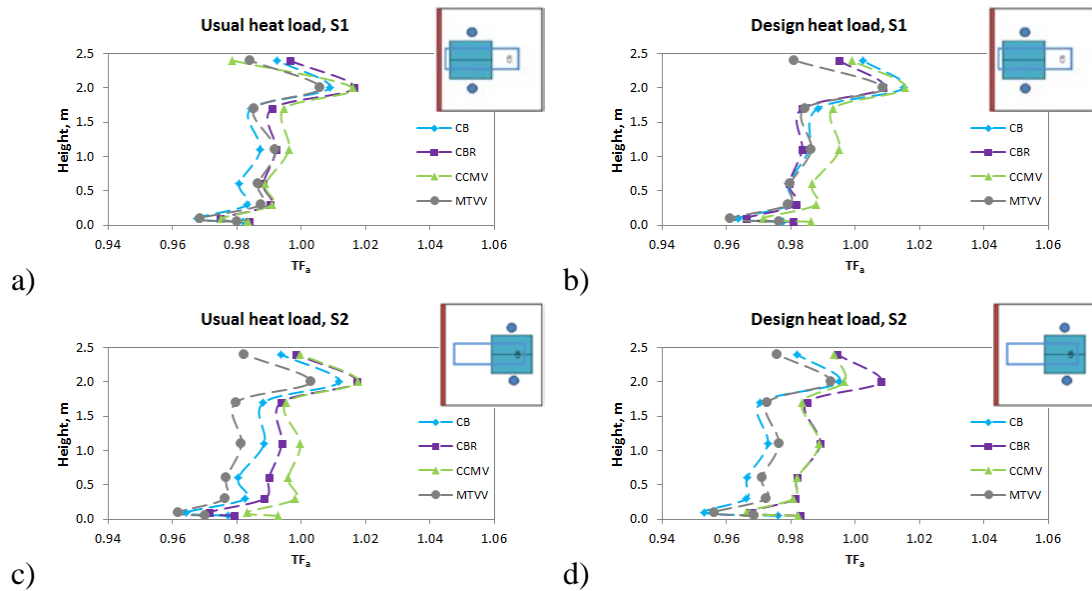 Usual heat load, S1
Height, m
2.5
2.0
1.5
1.0
0.5
0.0
CB
CBR
CCMV
MTVV
0.94 0.96 0.98 1.00 1.02 1.04 1.06
TFa
a)
Design heat load, S1
Height, m
2.5
2.0
1.5
1.0
0.5
0.0
CB
CBR
CCMV
MTVV
0.94 0.96 0.98 1.00 1.02 1.04 1.06
TFa
b)
Usual heat load, S2
Height, m
2.5
2.0
1.5
1.0
0.5
0.0
CB
CBR
CCMV
MTVV
0.94 0.96 0.98 1.00 1.02 1.04 1.06
TFa
c)
Design heat load, S2
Height, m
2.5
2.0
1.5
1.0
0.5
0.0
CB
CBR
CCMV
MTVV
0.94 0.96 0.98 1.00 1.02 1.04 1.06
TFa
d)